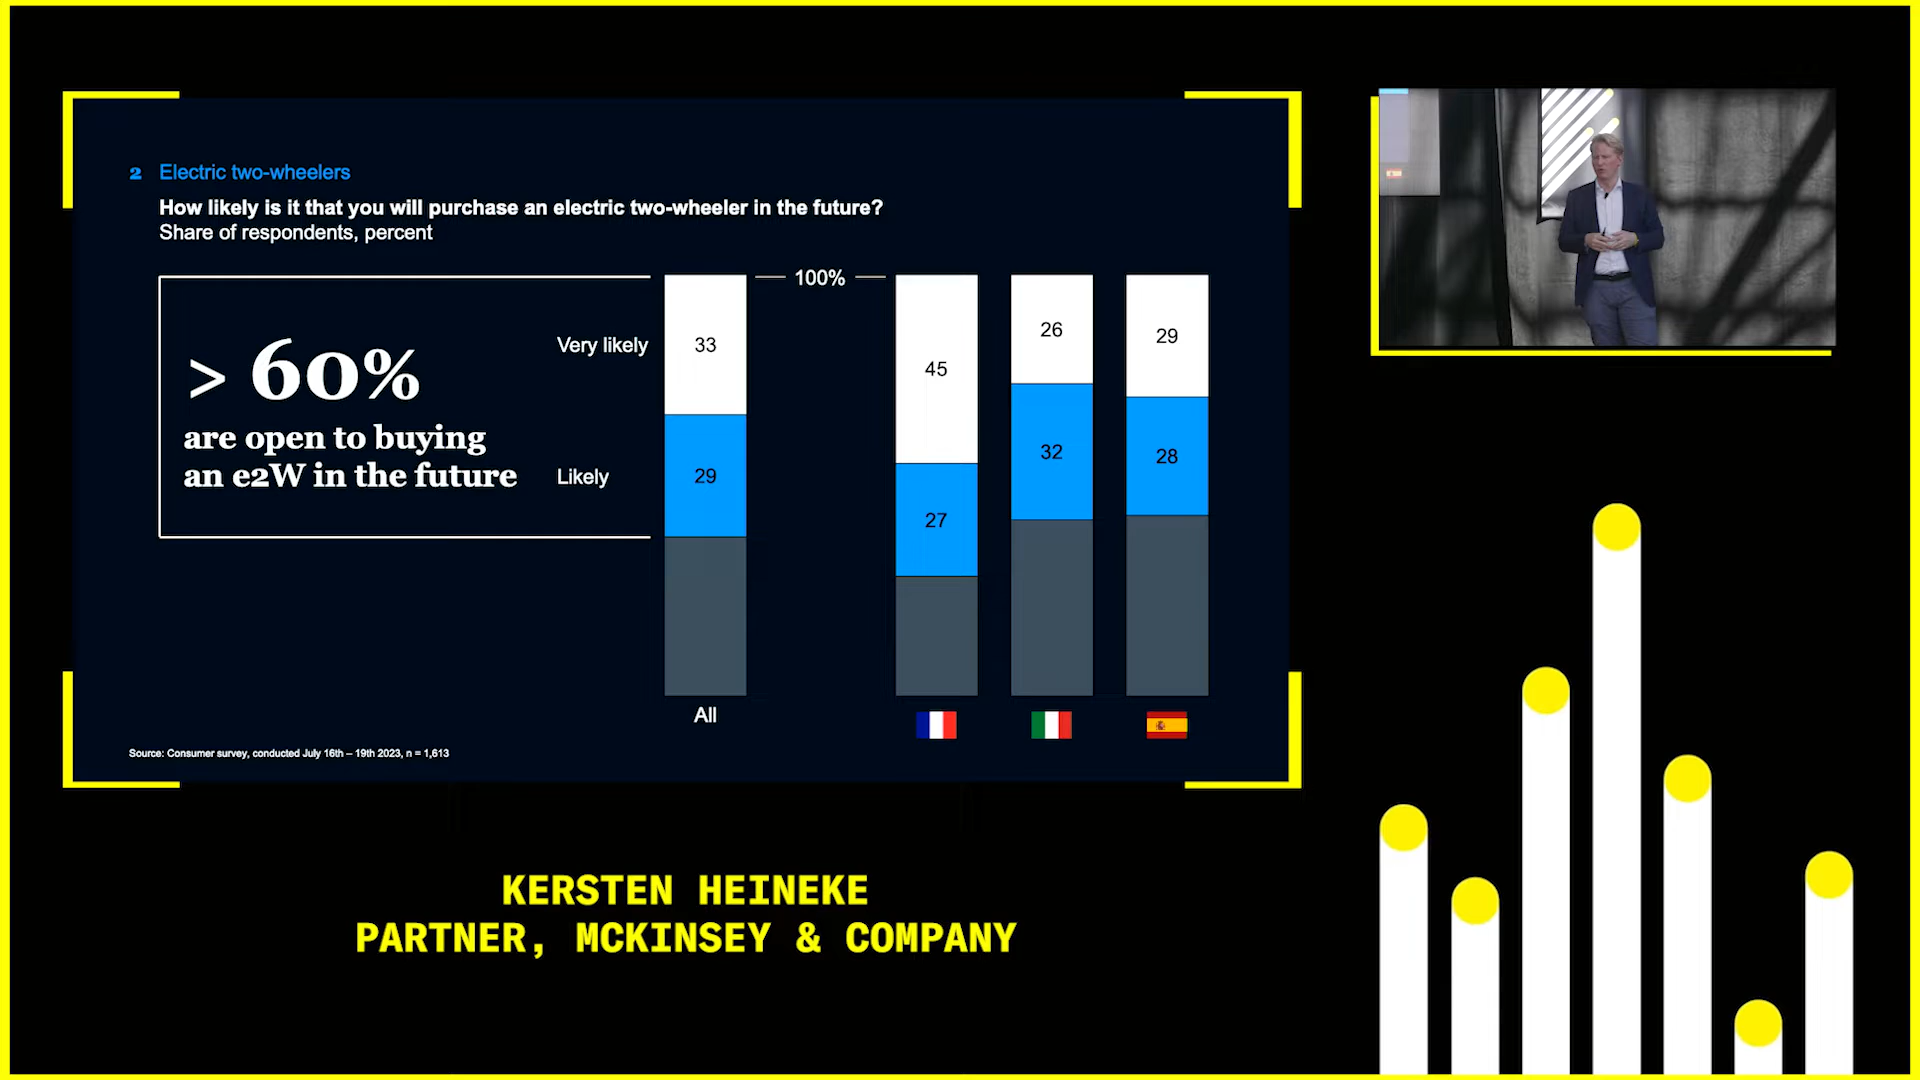 2 Electric two-wheelers
How likely is it that you will purchase an electric two-wheeler in the future?
Share of respondents, percent
> 60%
are open to buying
an e2W in the future
Very likely
Likely
33
29
All
100%
45
27
26
32
29
28
Source: Consumer survey, conducted July 16th – 19th 2023, n = 1,613
KERSTEN HEINEKE
PARTNER, MCKINSEY & COMPANY